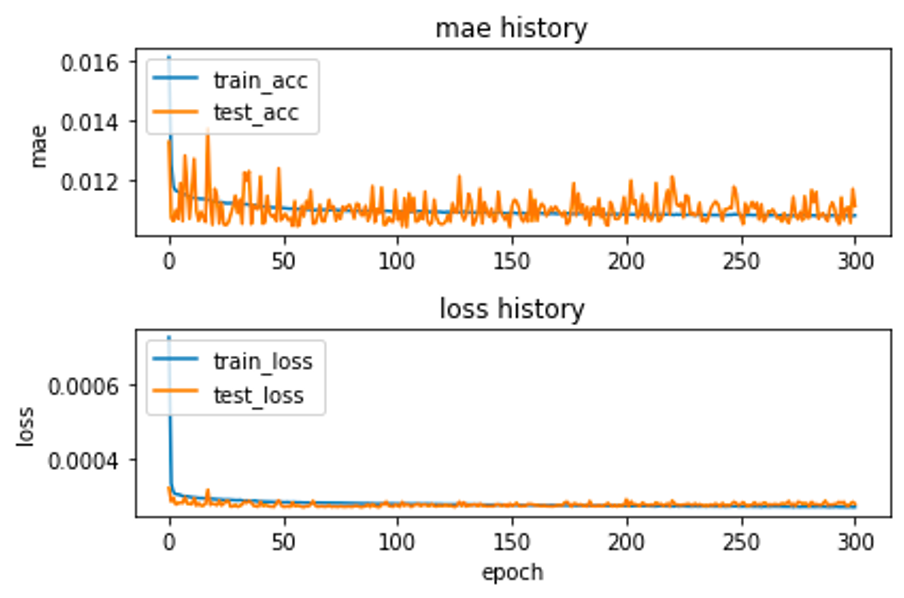 mae history
0.016
0.014
0.012
mae
train_acc
test_acc
0 50 100 150 200 250 300
loss history
0.0006
0.0004
loss
train_loss
test_loss
0 50 100 150 200 250 300
epoch